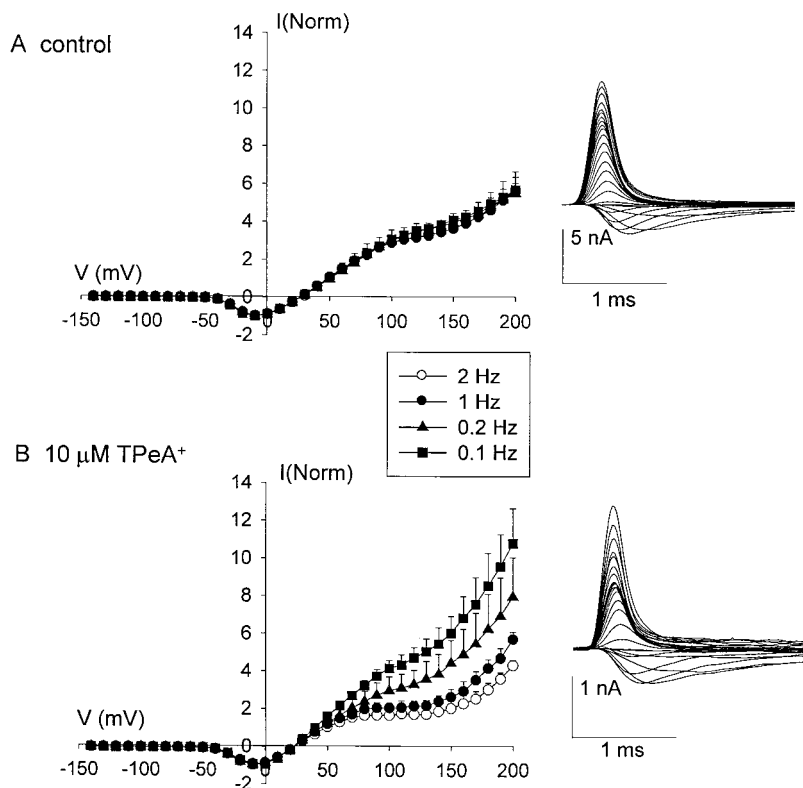 A control
I(Norm)
14
12
10
8
6
4
2
0
-2
V (mV)
-150 -100 -50 0 50 100 150 200
5 nA
1 ms
2 Hz
1 Hz
0.2 Hz
0.1 Hz
B 10 μM TPeA⁺
I(Norm)
14
12
10
8
6
4
2
0
-2
V (mV)
-150 -100 -50 0 50 100 150 200
1 nA
1 ms